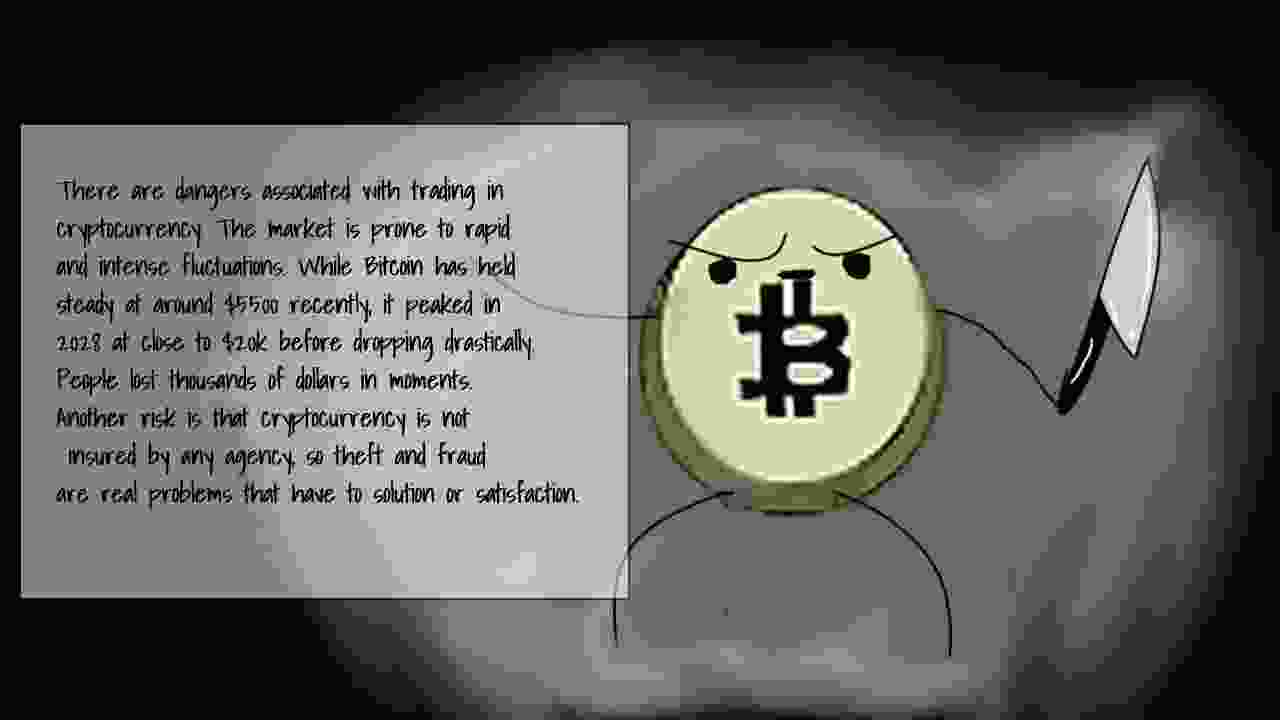 There are dangers associated with trading in
cryptocurrency. The market is prone to rapid
and intense fluctuations. While Bitcoin has held
steady at around $5500 recently, it peaked in
2028 at close to $20k before dropping drastically.
People lost thousands of dollars in moments.
Another risk is that cryptocurrency is not
insured by any agency, so theft and fraud
are real problems that have to solution or satisfaction.
B